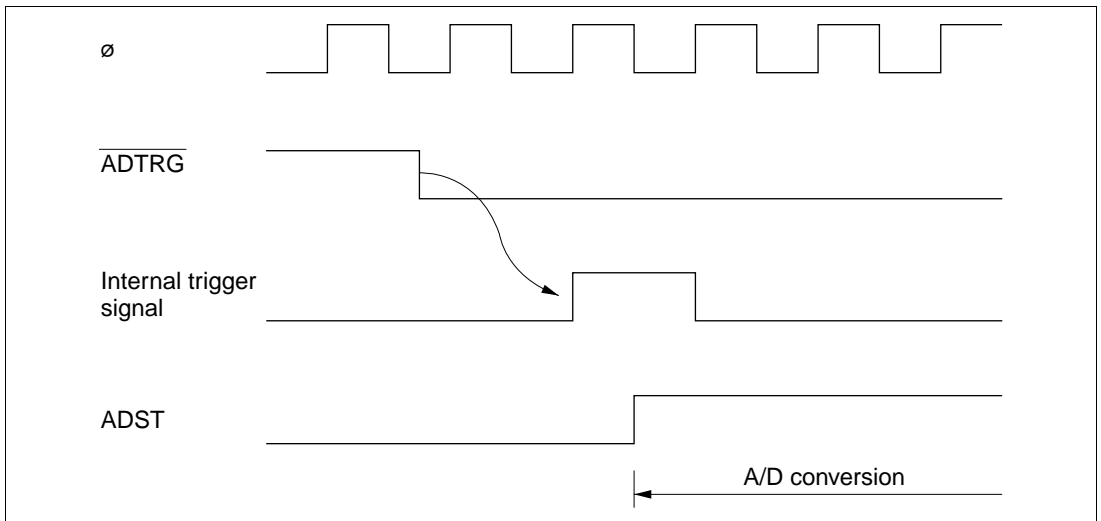 ø
ADTRG
Internal trigger
signal
ADST
A/D conversion